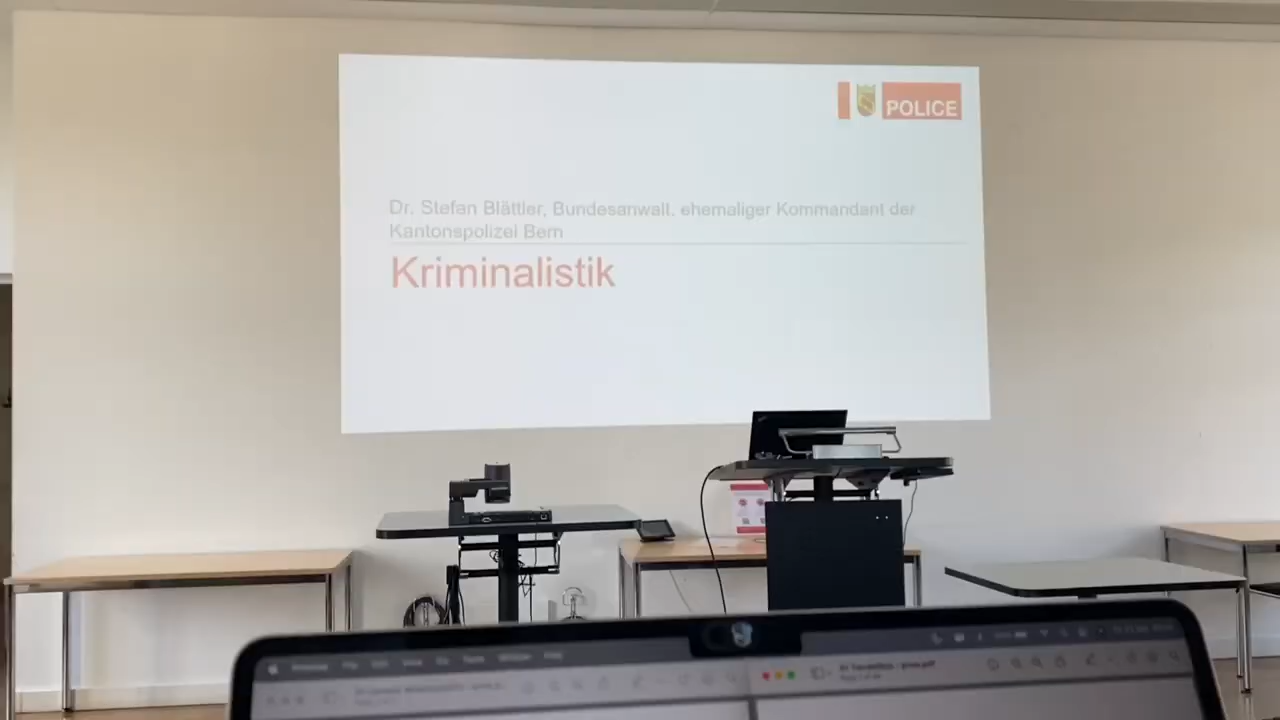 POLICE
Dr. Stefan Blättler, Bundesanwalt, ehemaliger Kommandant der
Kantonspolizei Bern
Kriminalistik